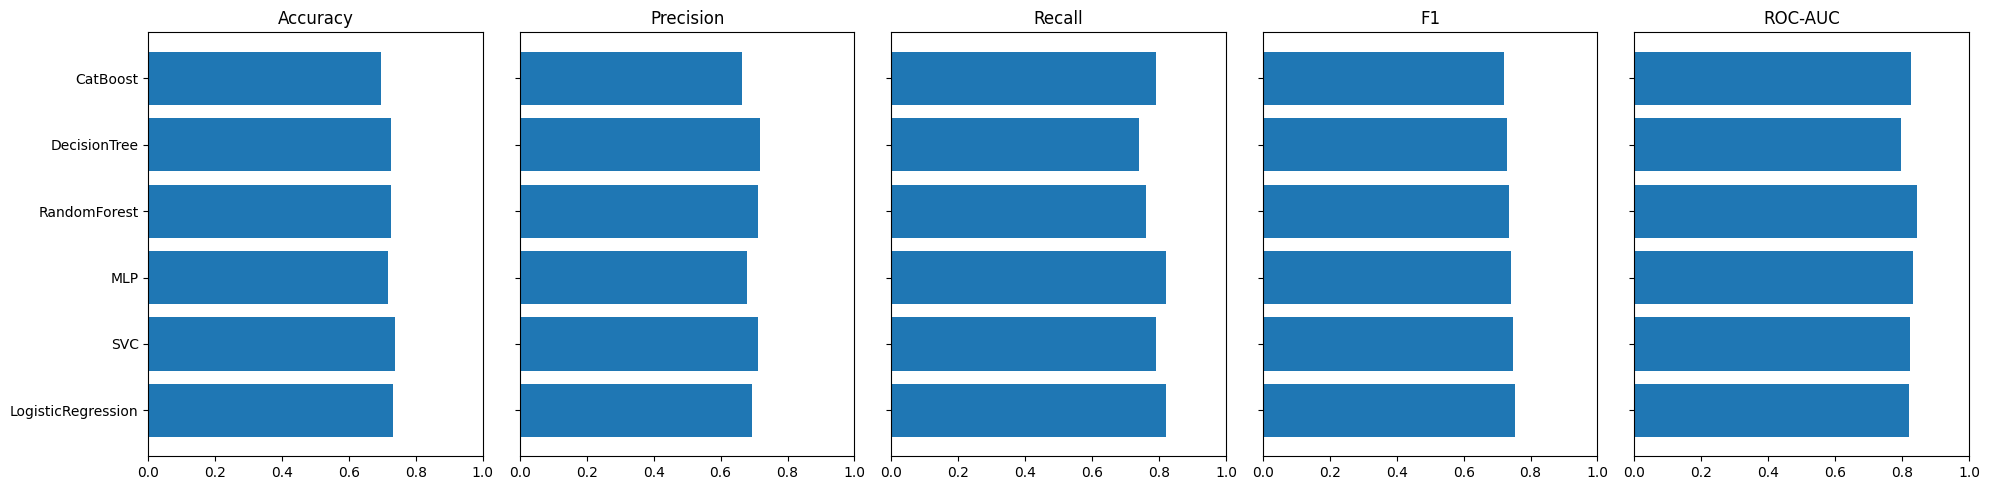 Accuracy
Precision
Recall
F1
ROC-AUC
CatBoost
DecisionTree
RandomForest
MLP
SVC
LogisticRegression
0.0 0.2 0.4 0.6 0.8 1.0
0.0 0.2 0.4 0.6 0.8 1.0
0.0 0.2 0.4 0.6 0.8 1.0
0.0 0.2 0.4 0.6 0.8 1.0
0.0 0.2 0.4 0.6 0.8 1.0